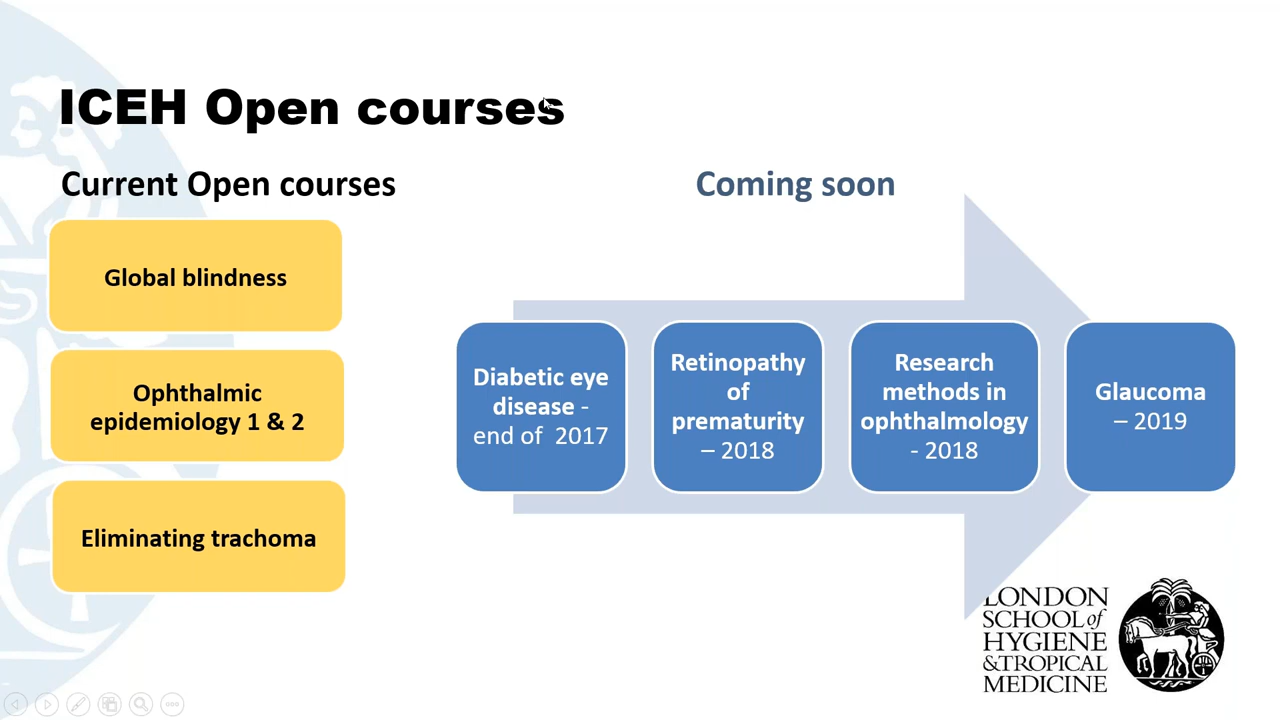 ICEH Open courses
Current Open courses
Global blindness
Ophthalmic
epidemiology 1 & 2
Eliminating trachoma
Coming soon
Diabetic eye
disease -
end of 2017
Retinopathy
of
prematurity
– 2018
Research
methods in
ophthalmology
- 2018
Glaucoma
– 2019
LONDON
SCHOOL of
HYGIENE
&TROPICAL
MEDICINE